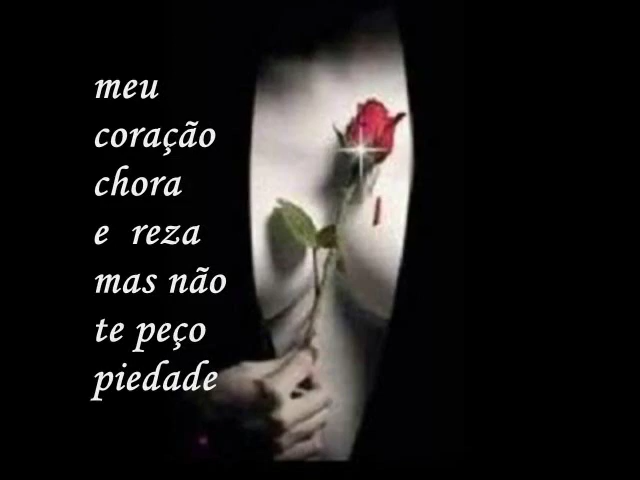 meu
coração
chora
e reza
mas não
te peço
piedade